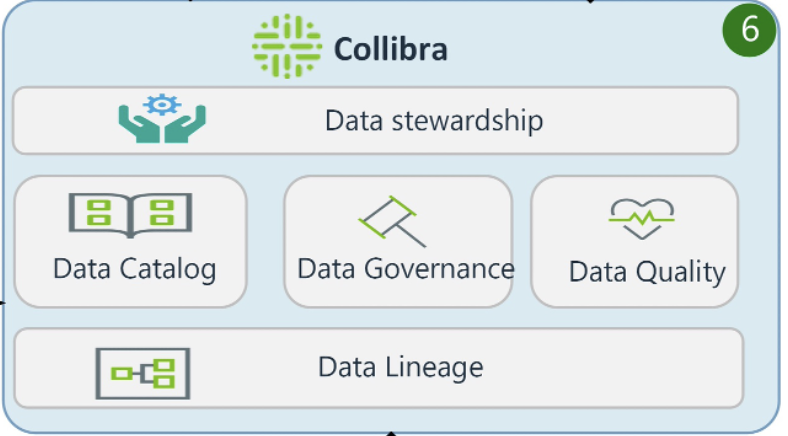 Collibra
6
Data stewardship
Data Catalog
Data Governance
Data Quality
Data Lineage